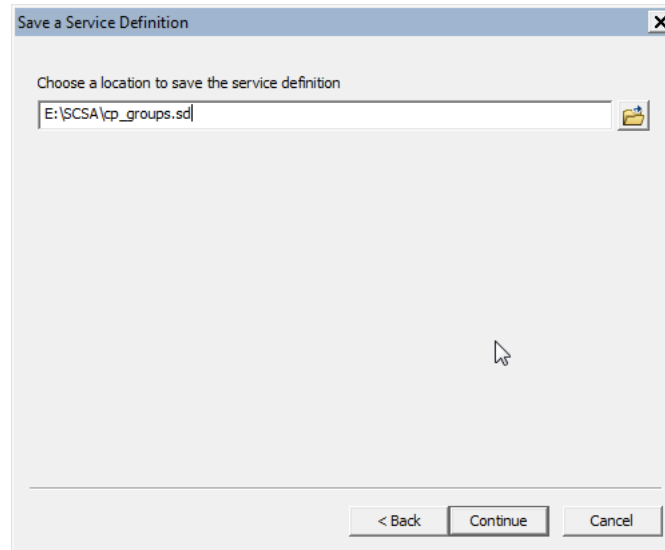 Save a Service Definition
Choose a location to save the service definition
E:\SCSA\cp_groups.sd
< Back Continue Cancel